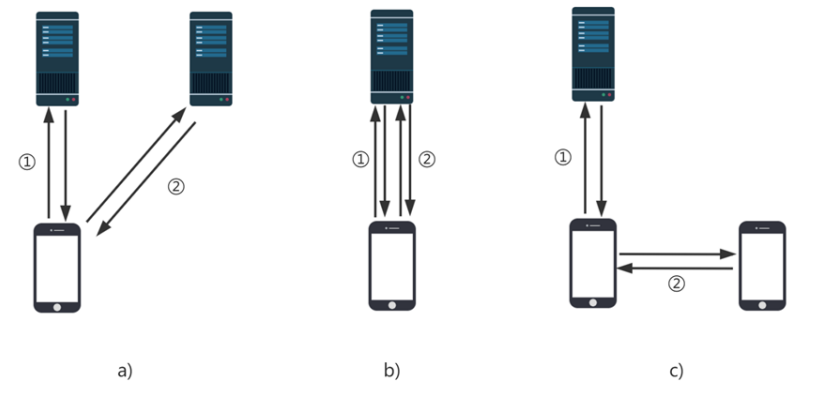 ① ② ① ② ①
②
a) b) c)